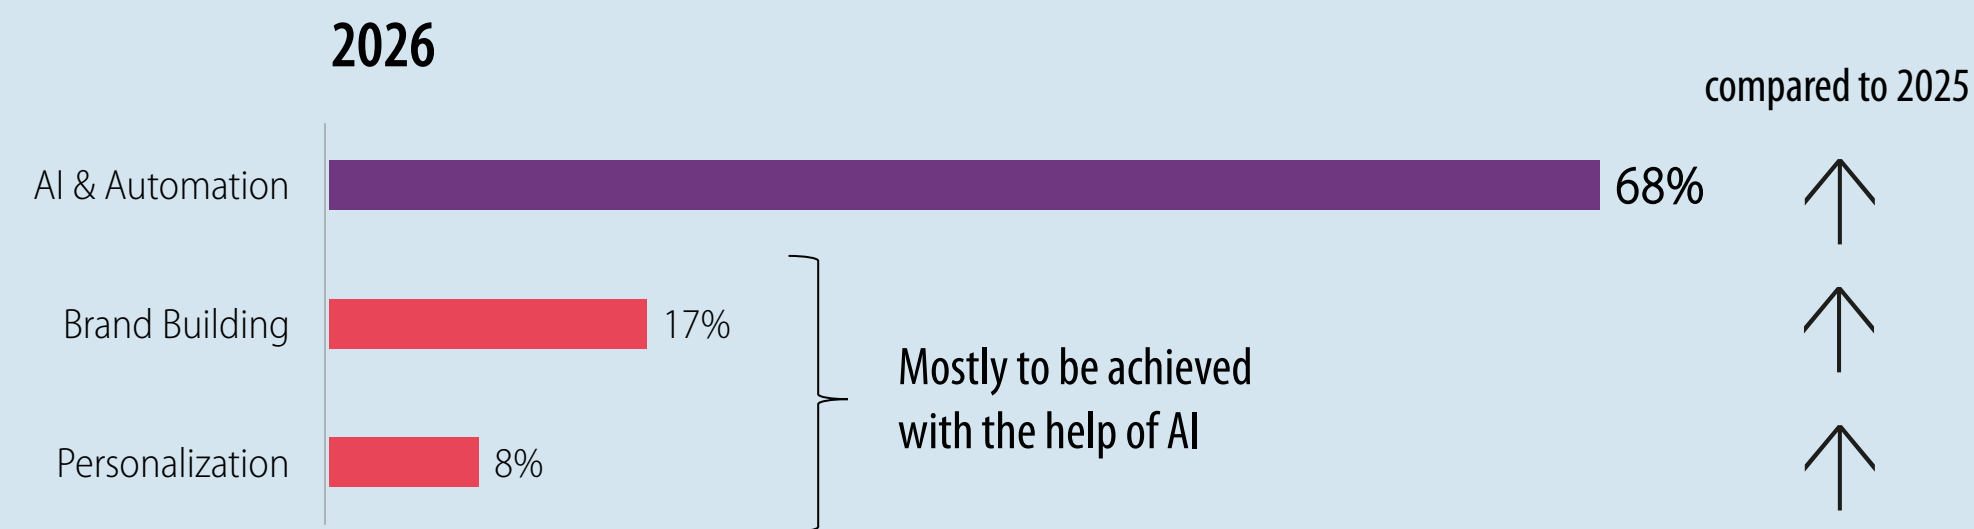 2026
compared to 2025
AI & Automation
68%
Brand Building
17%
Mostly to be achieved
with the help of AI
Personalization
8%